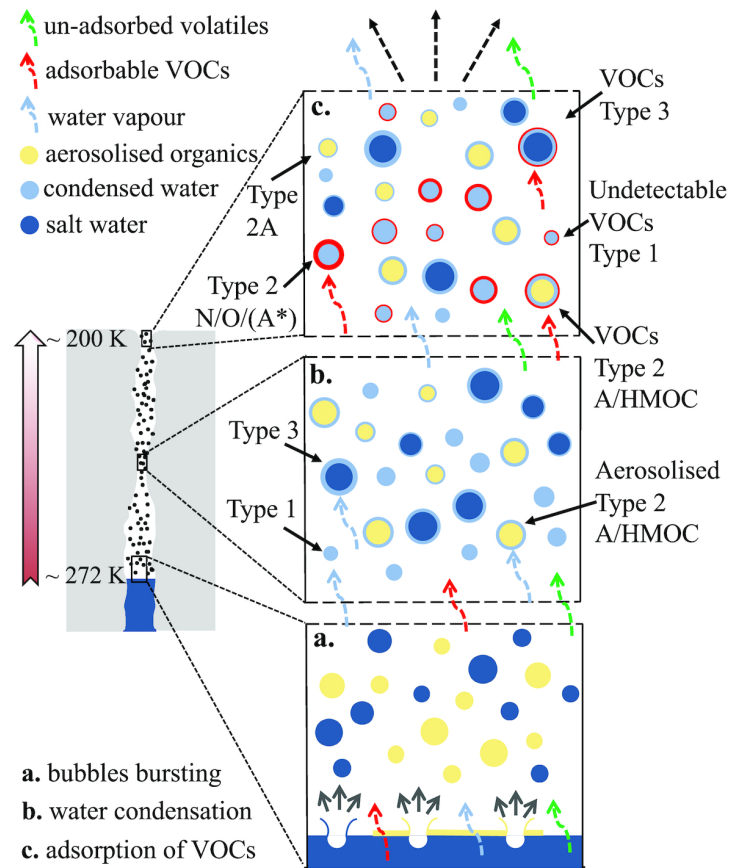 un-adsorbed volatiles
adsorbable VOCs
water vapour
aerosolised organics
condensed water
salt water
c.
VOCs
Type 3
Type
2A
Undetectable
VOCs
Type 1
Type 2
N/O/(A*)
VOCs
Type 2
A/HMOC
~ 200 K
b.
Type 3
Type 1
Aerosolised
Type 2
A/HMOC
~ 272 K
a.
a. bubbles bursting
b. water condensation
c. adsorption of VOCs